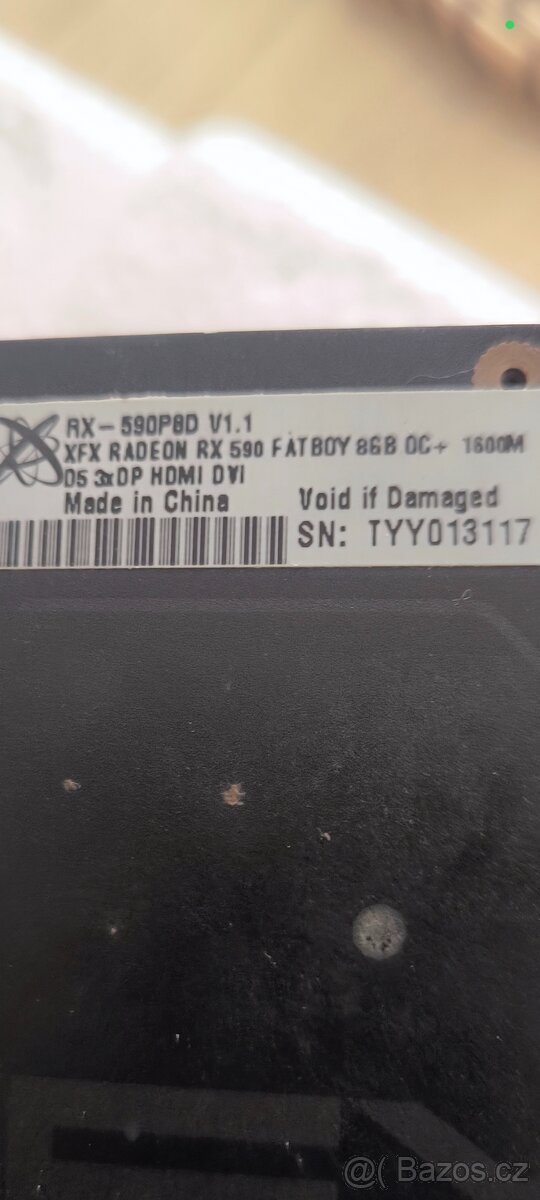 RX-590P8D V1.1
XFX RADEON RX 590 FATBOY 8GB OC+ 1600M
D5 3xDP HDMI DVI
Made in China
Void if Damaged
SN: TYY013117
@( Bazoš.cz